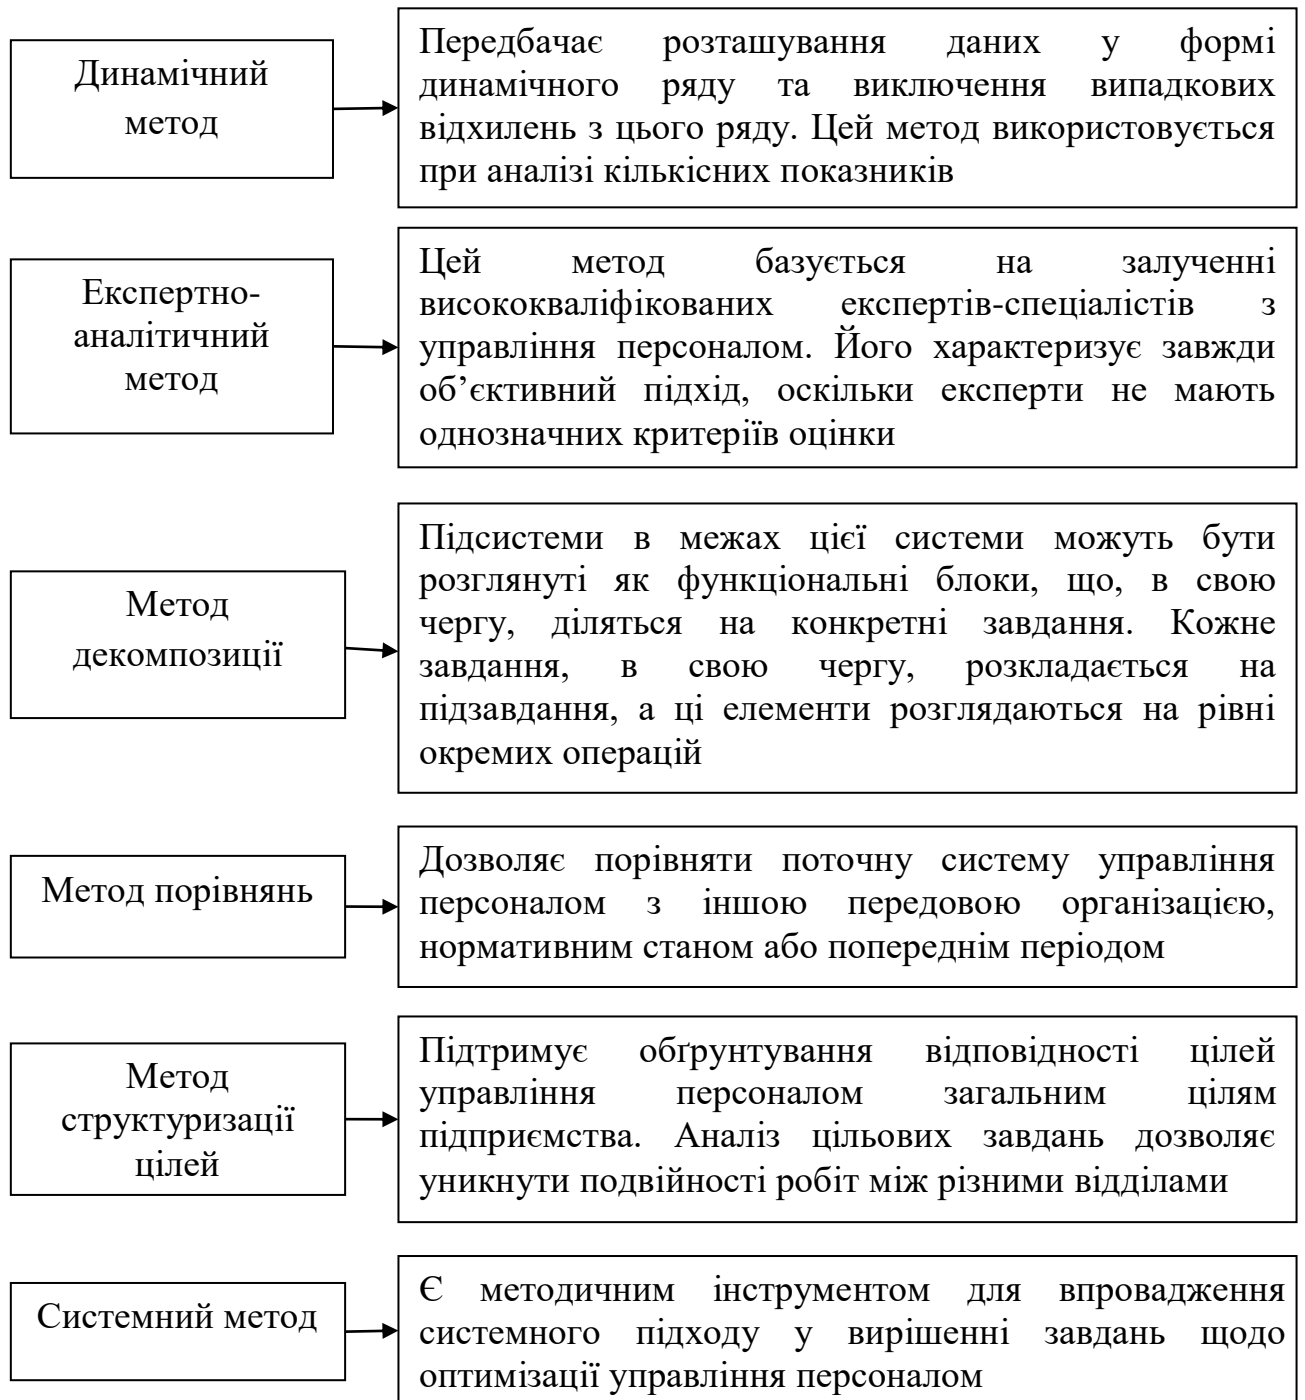 Динамічний
метод
Передбачає розташування даних у формі
динамічного ряду та виключення випадкових
відхилень з цього ряду. Цей метод використовується
при аналізі кількісних показників
Експертно-
аналітичний
метод
Цей метод базується на залученні
висококваліфікованих експертів-спеціалістів з
управління персоналом. Його характеризує завжди
об’єктивний підхід, оскільки експерти не мають
однозначних критеріїв оцінки
Метод
декомпозиції
Підсистеми в межах цієї системи можуть бути
розглянуті як функціональні блоки, що, в свою
чергу, діляться на конкретні завдання. Кожне
завдання, в свою чергу, розкладається на
підзавдання, а ці елементи розглядаються на рівні
окремих операцій
Метод порівнянь
Дозволяє порівняти поточну систему управління
персоналом з іншою передовою організацією,
нормативним станом або попереднім періодом
Метод
структуризації
цілей
Підтримує обґрунтування відповідності цілей
управління персоналом загальним цілям
підприємства. Аналіз цільових завдань дозволяє
уникнути подвійності робіт між різними відділами
Системний метод
Є методичним інструментом для впровадження
системного підходу у вирішенні завдань щодо
оптимізації управління персоналом